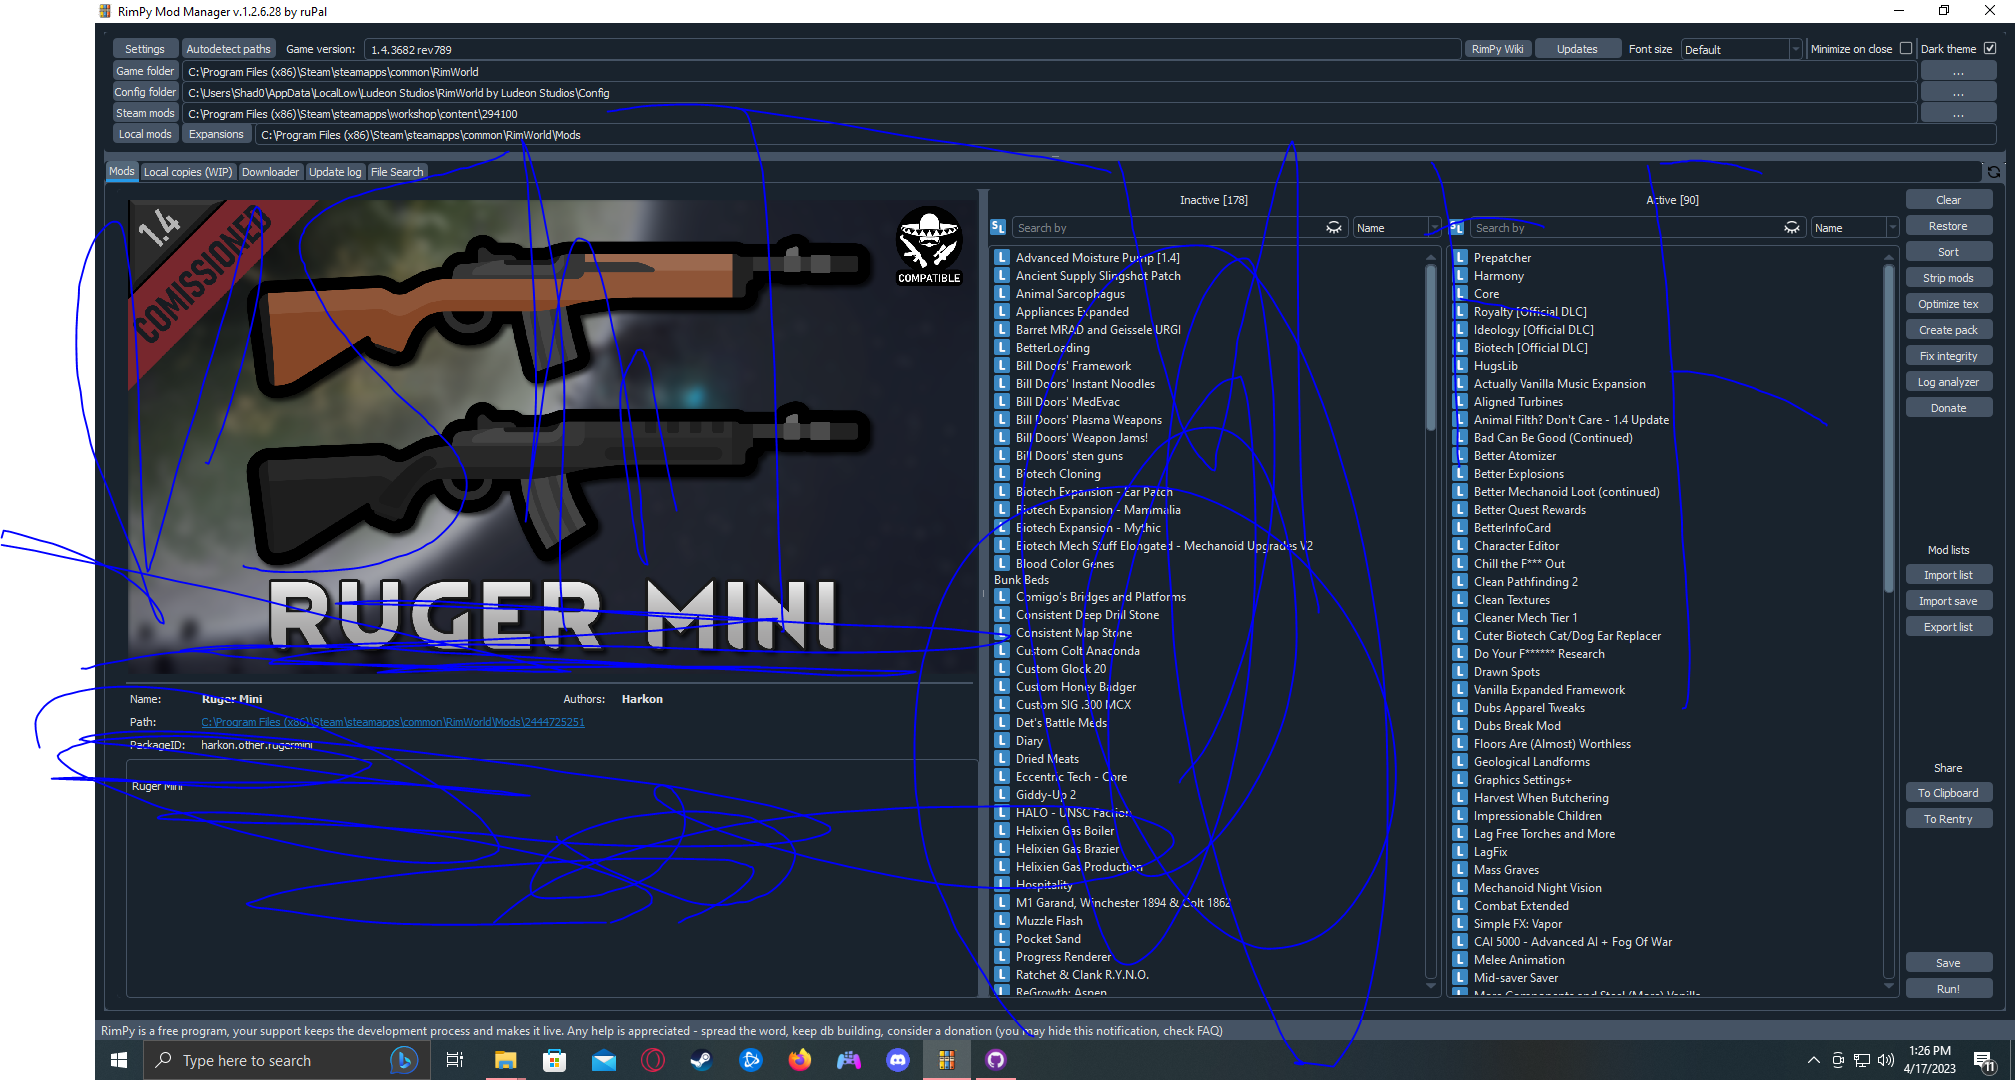 RimPy Mod Manager v.1.2.6.28 by ruPal
Settings Autodetect paths Game version: 1.4.3682 rev789 RimPy Wiki Updates Font size Default Minimize on close Dark theme
Game folder C:\Program Files (x86)\Steam\steamapps\common\RimWorld ...
Config folder C:\Users\Shad0\AppData\LocalLow\Ludeon Studios\RimWorld by Ludeon Studios\Config ...
Steam mods C:\Program Files (x86)\Steam\steamapps\workshop\content\294100 ...
Local mods Expansions C:\Program Files (x86)\Steam\steamapps\common\RimWorld\Mods
Mods Local copies (WIP) Downloader Update log File Search
1.4
COMISSIONED
COMPATIBLE
RUGER MINI
Name: Ruger Mini Authors: Harkon
Path: C:\Program Files (x86)\Steam\steamapps\common\RimWorld\Mods\2444725251
PackageID: harkon.other.rugermini
Ruger Mini
Inactive [178]
Search by Name
Advanced Moisture Pump [1.4]
Ancient Supply Slingshot Patch
Animal Sarcophagus
Appliances Expanded
Barret MRAD and Geissele URGI
BetterLoading
Bill Doors' Framework
Bill Doors' Instant Noodles
Bill Doors' MedEvac
Bill Doors' Plasma Weapons
Bill Doors' Weapon Jams!
Bill Doors' sten guns
Biotech Cloning
Biotech Expansion - Ear Patch
Biotech Expansion - Mammalia
Biotech Expansion - Mythic
Biotech Mech Stuff Elongated - Mechanoid Upgrades V2
Blood Color Genes
Bunk Beds
Comigo's Bridges and Platforms
Consistent Deep Drill Stone
Consistent Map Stone
Custom Colt Anaconda
Custom Glock 20
Custom Honey Badger
Custom SIG .300 MCX
Det's Battle Meds
Diary
Dried Meats
Eccentric Tech - Core
Giddy-Up 2
HALO - UNSC Faction
Helixien Gas Boiler
Helixien Gas Brazier
Helixien Gas Production
Hospitality
M1 Garand, Winchester 1894 & Colt 1862
Muzzle Flash
Pocket Sand
Progress Renderer
Ratchet & Clank R.Y.N.O.
ReGrowth: Aspen
Active [90]
Search by Name
Prepatcher
Harmony
Core
Royalty [Official DLC]
Ideology [Official DLC]
Biotech [Official DLC]
HugsLib
Actually Vanilla Music Expansion
Aligned Turbines
Animal Filth? Don't Care - 1.4 Update
Bad Can Be Good (Continued)
Better Atomizer
Better Explosions
Better Mechanoid Loot (continued)
Better Quest Rewards
BetterInfoCard
Character Editor
Chill the F*** Out
Clean Pathfinding 2
Clean Textures
Cleaner Mech Tier 1
Cuter Biotech Cat/Dog Ear Replacer
Do Your F****** Research
Drawn Spots
Vanilla Expanded Framework
Dubs Apparel Tweaks
Dubs Break Mod
Floors Are (Almost) Worthless
Geological Landforms
Graphics Settings+
Harvest When Butchering
Impressionable Children
Lag Free Torches and More
LagFix
Mass Graves
Mechanoid Night Vision
Combat Extended
Simple FX: Vapor
CAI 5000 - Advanced AI + Fog Of War
Melee Animation
Mid-saver Saver
Clear
Restore
Sort
Strip mods
Optimize tex
Create pack
Fix integrity
Log analyzer
Donate
Mod lists
Import list
Import save
Export list
Share
To Clipboard
To Rentry
Save
Run!
RimPy is a free program, your support keeps the development process and makes it live. Any help is appreciated - spread the word, keep db building, consider a donation (you may hide this notification, check FAQ)
Type here to search
1:26 PM
4/17/2023
11